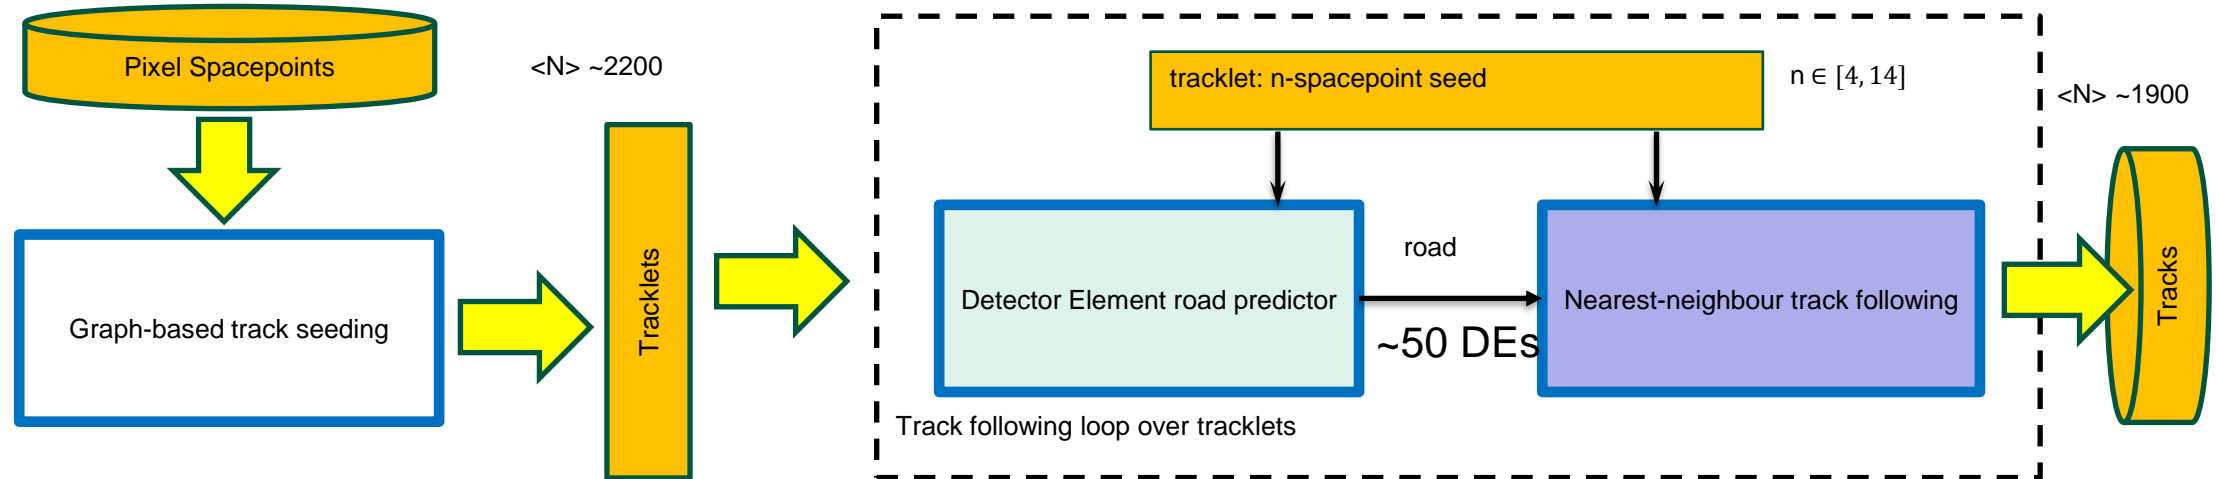 Pixel Spacepoints
<N> ~2200
tracklet: n-spacepoint seed
n ∈ [4, 14]
<N> ~1900
Graph-based track seeding
Tracklets
Detector Element road predictor
road
~50 DEs
Nearest-neighbour track following
Tracks
Track following loop over tracklets